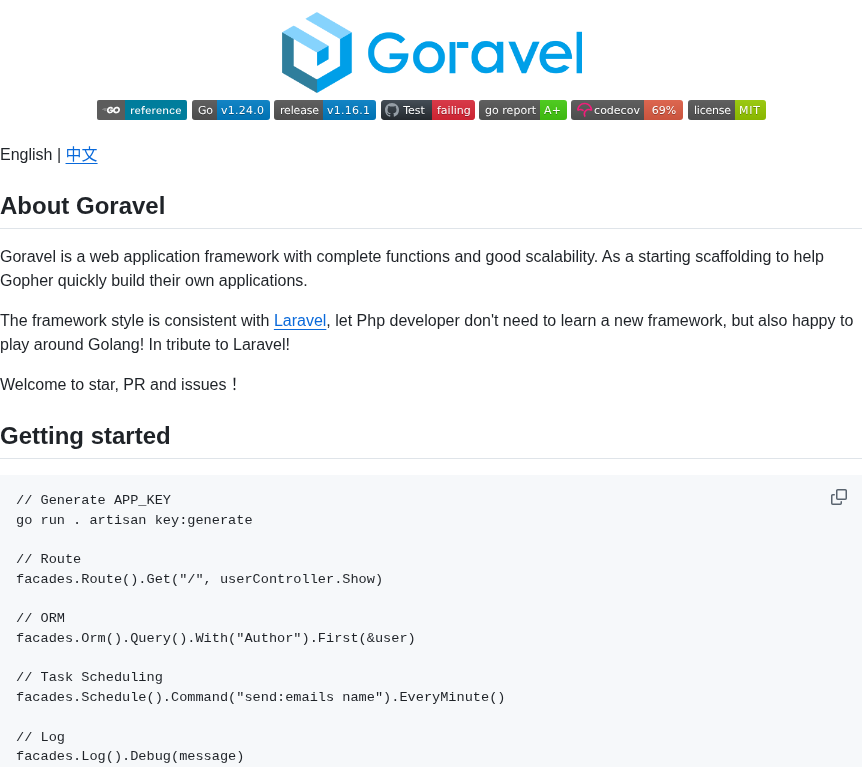 Goravel
GO reference Go v1.24.0 release v1.16.1 Test failing go report A+ codecov 69% license MIT
English | 中文
About Goravel
Goravel is a web application framework with complete functions and good scalability. As a starting scaffolding to help
Gopher quickly build their own applications.
The framework style is consistent with Laravel, let Php developer don't need to learn a new framework, but also happy to
play around Golang! In tribute to Laravel!
Welcome to star, PR and issues！
Getting started
// Generate APP_KEY
go run . artisan key:generate
// Route
facades.Route().Get("/", userController.Show)
// ORM
facades.Orm().Query().With("Author").First(&user)
// Task Scheduling
facades.Schedule().Command("send:emails name").EveryMinute()
// Log
facades.Log().Debug(message)